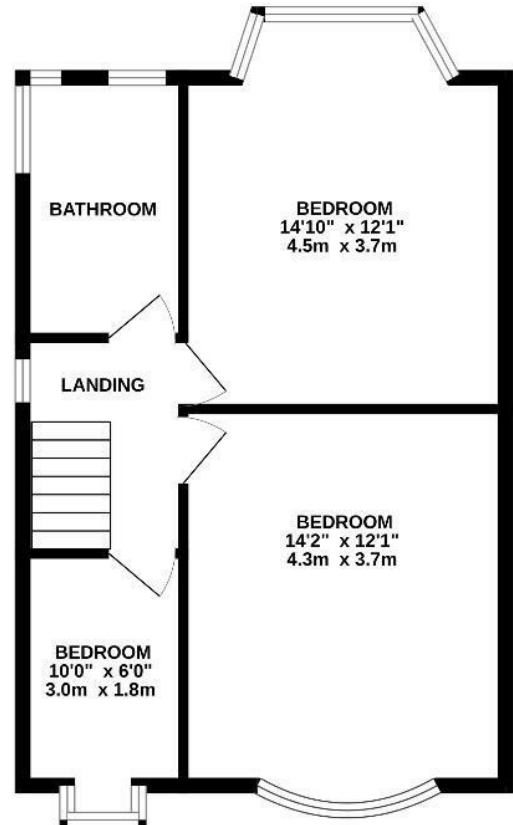 BATHROOM
BEDROOM
14'10" x 12'1"
4.5m x 3.7m
LANDING
BEDROOM
14'2" x 12'1"
4.3m x 3.7m
BEDROOM
10'0" x 6'0"
3.0m x 1.8m